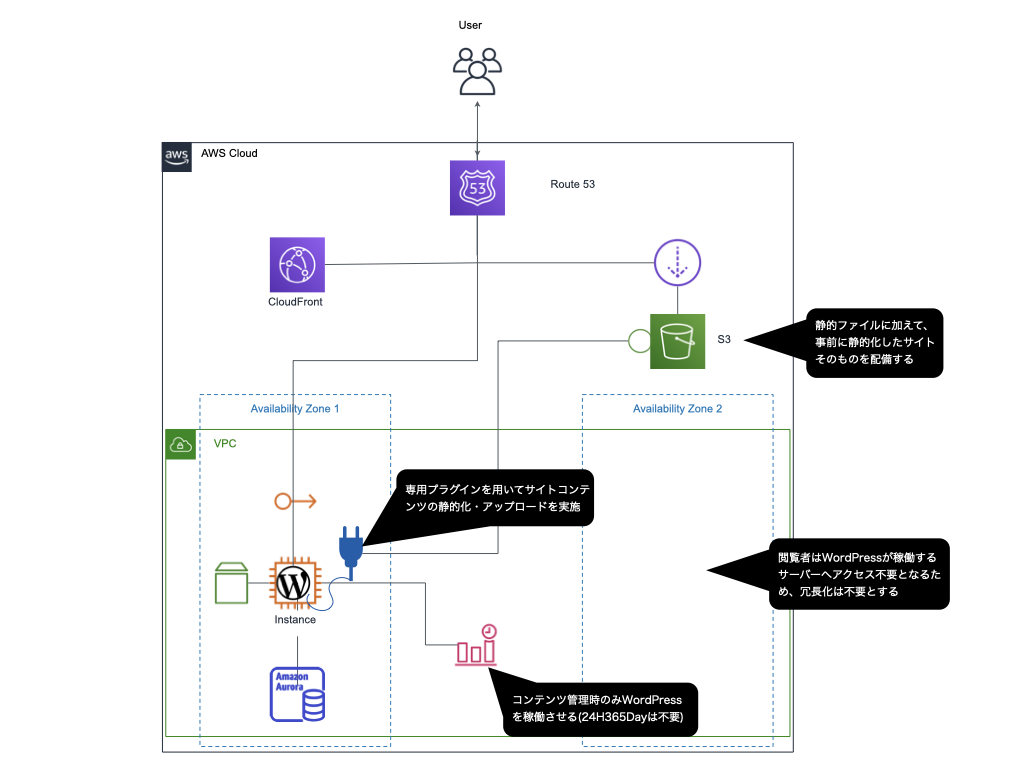 User
aws
AWS Cloud
53
Route 53
CloudFront
S3
静的ファイルに加えて、
事前に静的化したサイト
そのものを配備する
Availability Zone 1
Availability Zone 2
VPC
専用プラグインを用いてサイトコンテ
ンツの静的化・アップロードを実施
閲覧者はWordPressが稼働する
サーバーへアクセス不要となるた
め、冗長化は不要とする
W
Instance
Amazon
Aurora
コンテンツ管理時のみWordPress
を稼働させる(24H365Dayは不要)